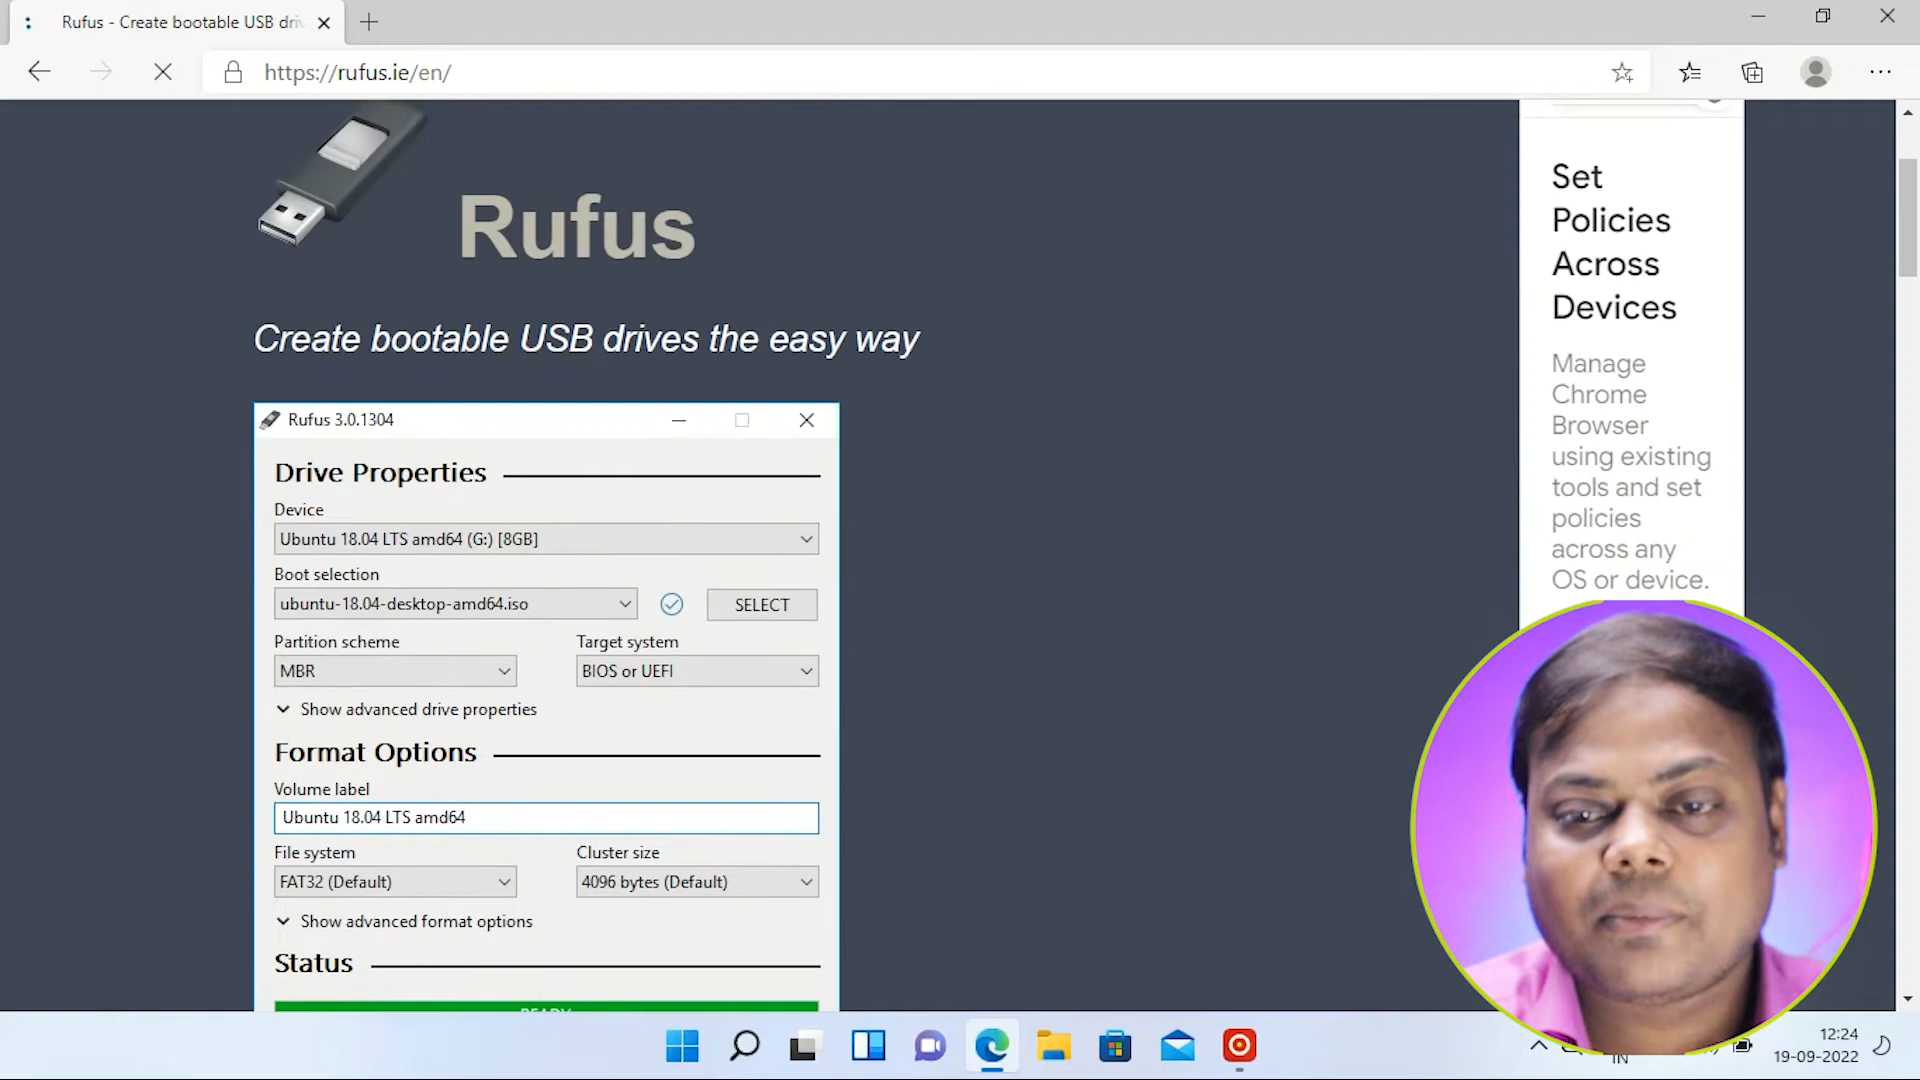 Rufus - Create bootable USB driv
https://rufus.ie/en/
Rufus
Create bootable USB drives the easy way
Rufus 3.0.1304
Drive Properties
Device
Ubuntu 18.04 LTS amd64 (G:) [8GB]
Boot selection
ubuntu-18.04-desktop-amd64.iso
SELECT
Partition scheme
Target system
MBR
BIOS or UEFI
Show advanced drive properties
Format Options
Volume label
Ubuntu 18.04 LTS amd64
File system
Cluster size
FAT32 (Default)
4096 bytes (Default)
Show advanced format options
Status
READY
Set
Policies
Across
Devices
Manage
Chrome
Browser
using existing
tools and set
policies
across any
OS or device.
IN
12:24
19-09-2022